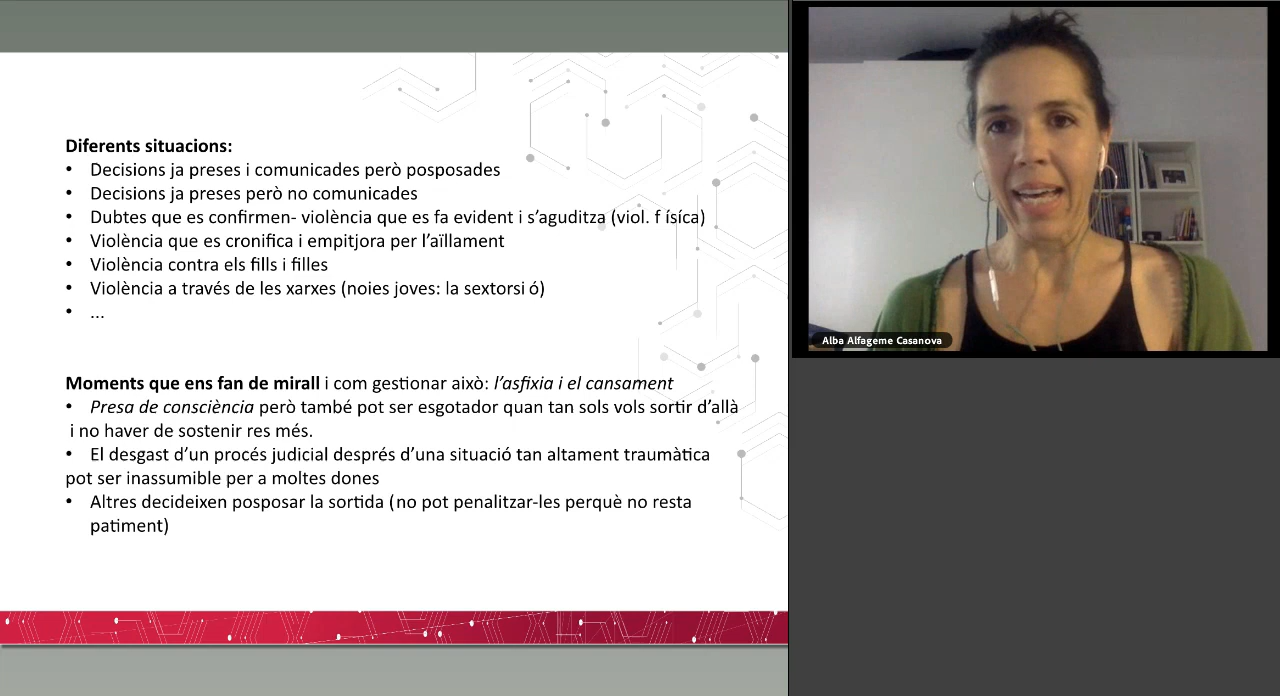 Diferents situacions:
• Decisions ja preses i comunicades però posposades
• Decisions ja preses però no comunicades
• Dubtes que es confirmen- violència que es fa evident i s'aguditza (viol. f ísíca)
• Violència que es cronifica i empitjora per l'aïllament
• Violència contra els fills i filles
• Violència a través de les xarxes (noies joves: la sextorsi ó)
• ...
Moments que ens fan de mirall i com gestionar això: l'asfixia i el cansament
• Presa de consciència però també pot ser esgotador quan tan sols vols sortir d'allà
i no haver de sostenir res més.
• El desgast d'un procés judicial després d'una situació tan altament traumàtica
pot ser inassumible per a moltes dones
• Altres decideixen posposar la sortida (no pot penalitzar-les perquè no resta
patiment)
Alba Alfageme Casanova